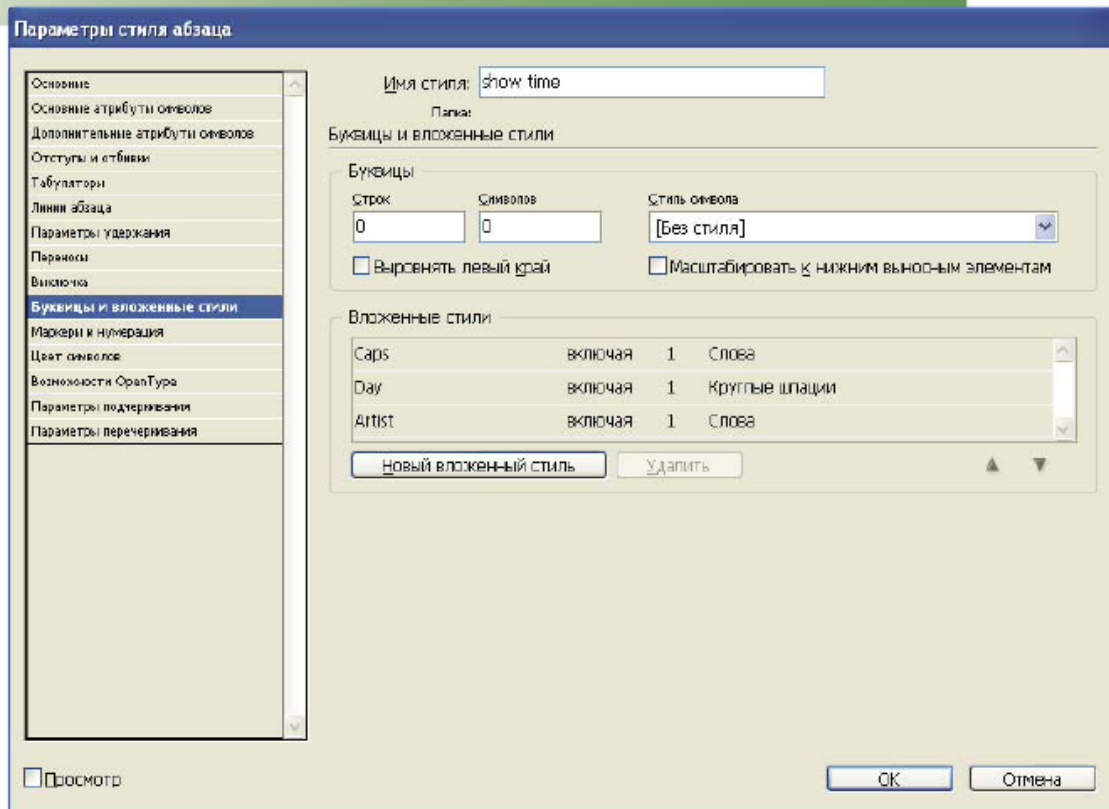 Параметры стиля абзаца
Основные
Основные атрибуты символов
Дополнительные атрибуты символов
Отступы и отбивки
Табуляторы
Линии абзаца
Параметры удержания
Переносы
Выключка
Буквицы и вложенные стили
Маркеры и нумерация
Цвет символов
Возможности OpenType
Параметры подчеркивания
Параметры перечеркивания
Имя стиля: show time
Папка:
Буквицы и вложенные стили
Буквицы
Строк Символов Стиль символа
0 0 [Без стиля]
Выровнять левый край Масштабировать к нижним выносным элементам
Вложенные стили
Caps включая 1 Слова
Day включая 1 Круглые шпации
Artist включая 1 Слова
Новый вложенный стиль Удалить
Просмотр OK Отмена